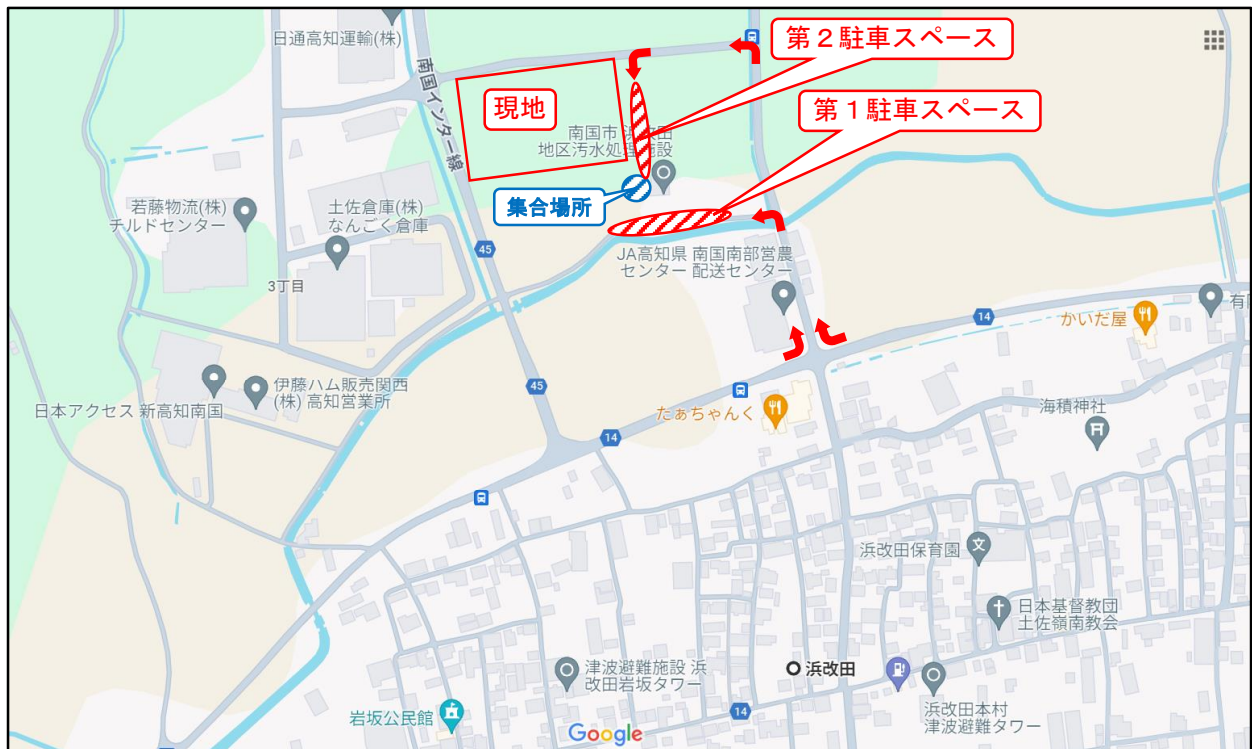 日通高知運輸(株)
第２駐車スペース
南国インター線
現地
第１駐車スペース
南国市 浜改田
地区汚水処理施設
集合場所
若藤物流(株)
チルドセンター
土佐倉庫(株)
なんごく倉庫
45
JA高知県 南国南部営農
センター 配送センター
3丁目
14
かいだ屋
有
伊藤ハム販売関西
(株) 高知営業所
45
日本アクセス 新高知南国
たぁちゃんく
海積神社
14
浜改田保育園
日本基督教団
土佐嶺南教会
津波避難施設 浜
改田岩坂タワー
浜改田
浜改田本村
津波避難タワー
岩坂公民館
14
Google